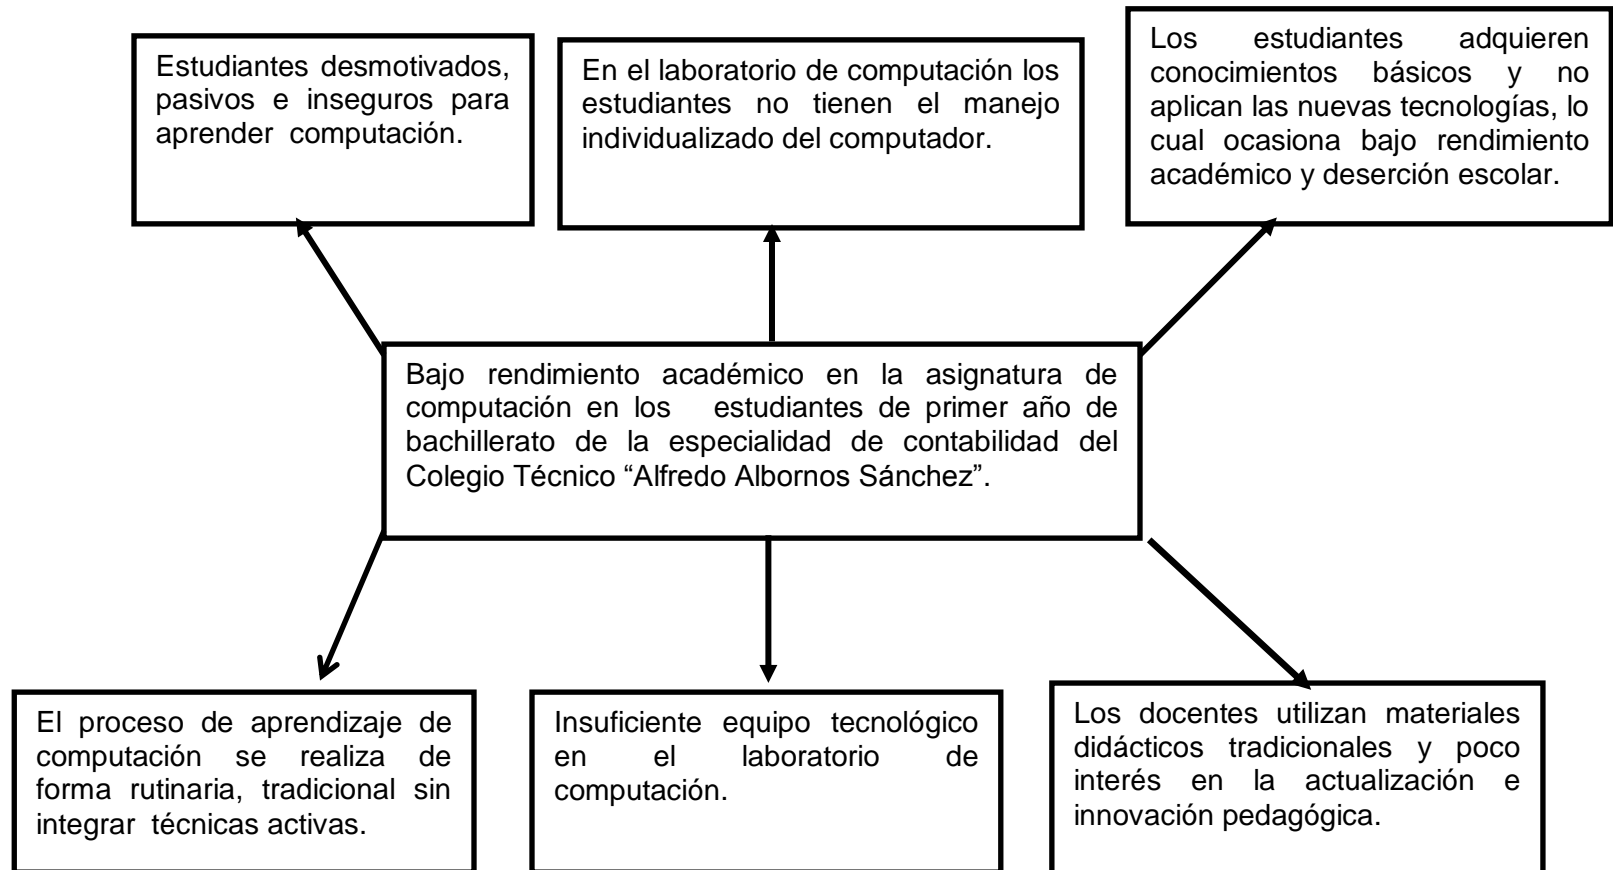 Estudiantes desmotivados,
pasivos e inseguros para
aprender computación.
En el laboratorio de computación los
estudiantes no tienen el manejo
individualizado del computador.
Los estudiantes adquieren
conocimientos básicos y no
aplican las nuevas tecnologías, lo
cual ocasiona bajo rendimiento
académico y deserción escolar.
Bajo rendimiento académico en la asignatura de
computación en los estudiantes de primer año de
bachillerato de la especialidad de contabilidad del
Colegio Técnico “Alfredo Albornos Sánchez”.
El proceso de aprendizaje de
computación se realiza de
forma rutinaria, tradicional sin
integrar técnicas activas.
Insuficiente equipo tecnológico
en el laboratorio de
computación.
Los docentes utilizan materiales
didácticos tradicionales y poco
interés en la actualización e
innovación pedagógica.